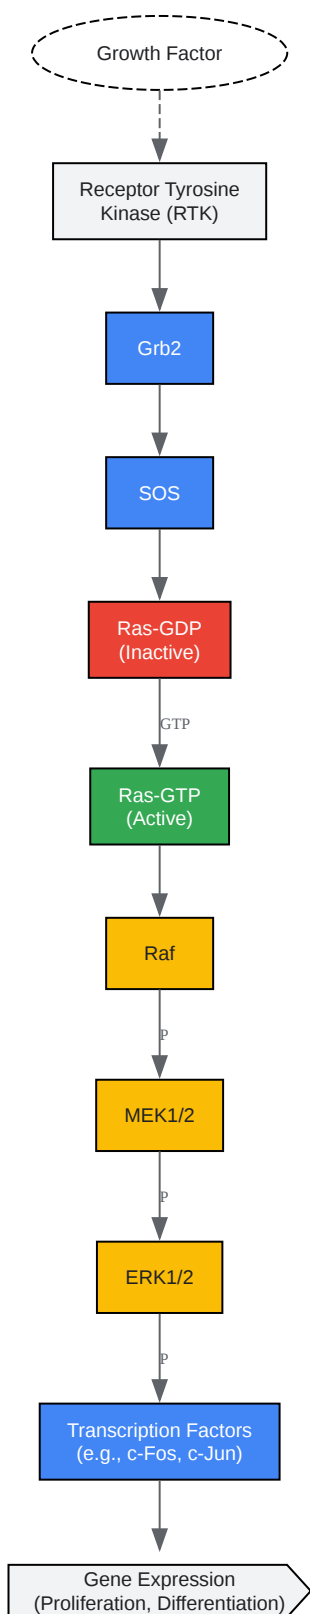 Growth Factor
Receptor Tyrosine
Kinase (RTK)
Grb2
SOS
Ras-GDP
(Inactive)
GTP
Ras-GTP
(Active)
Raf
P
MEK1/2
P
ERK1/2
P
Transcription Factors
(e.g., c-Fos, c-Jun)
Gene Expression
(Proliferation, Differentiation)